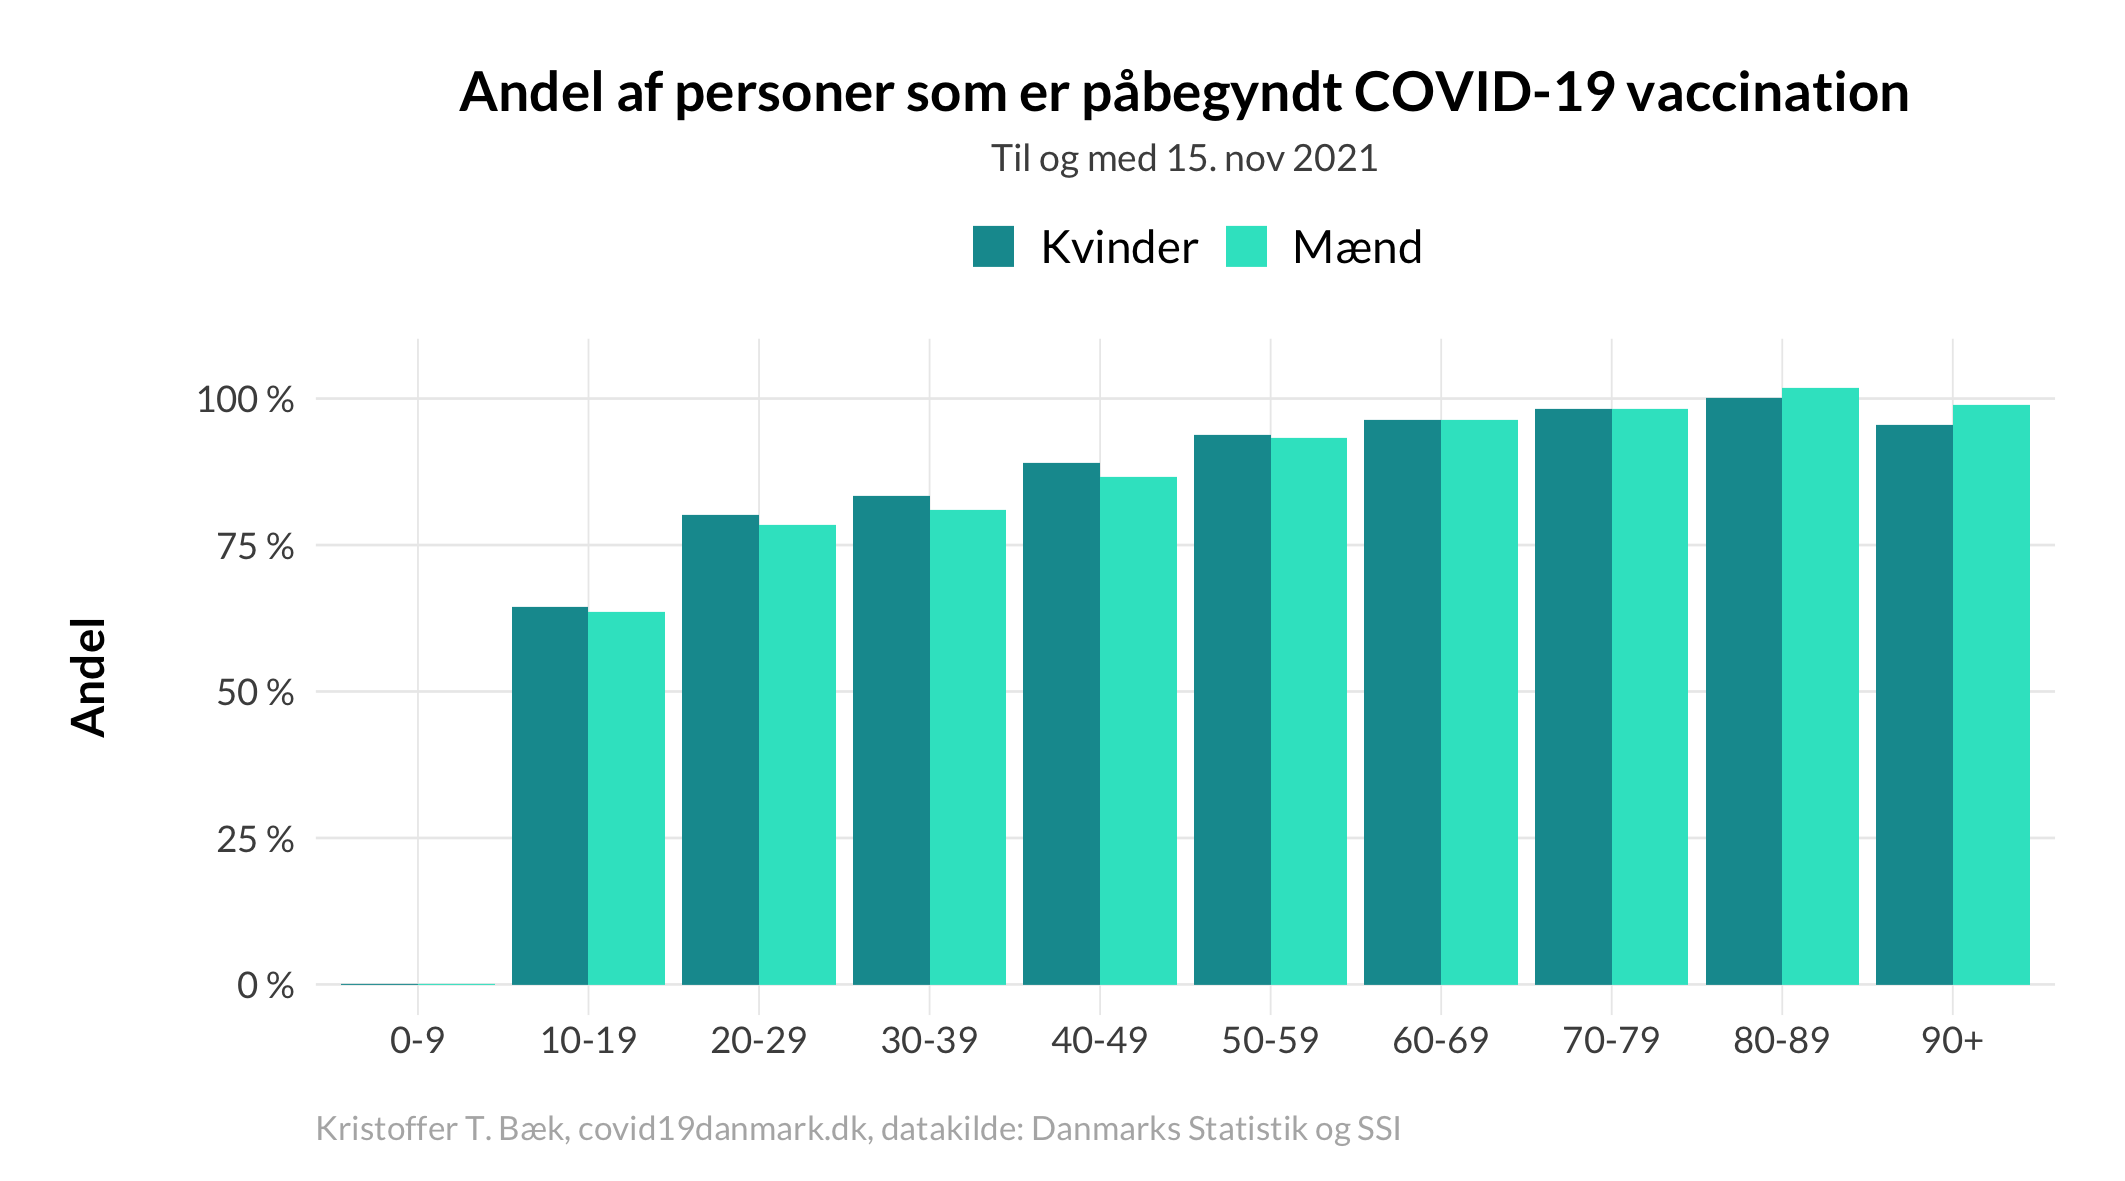 Andel af personer som er påbegyndt COVID-19 vaccination
Til og med 15. nov 2021
Kvinder Mænd
Andel
100 %
75 %
50 %
25 %
0 %
0-9 10-19 20-29 30-39 40-49 50-59 60-69 70-79 80-89 90+
Kristoffer T. Bæk, covid19danmark.dk, datakilde: Danmarks Statistik og SSI